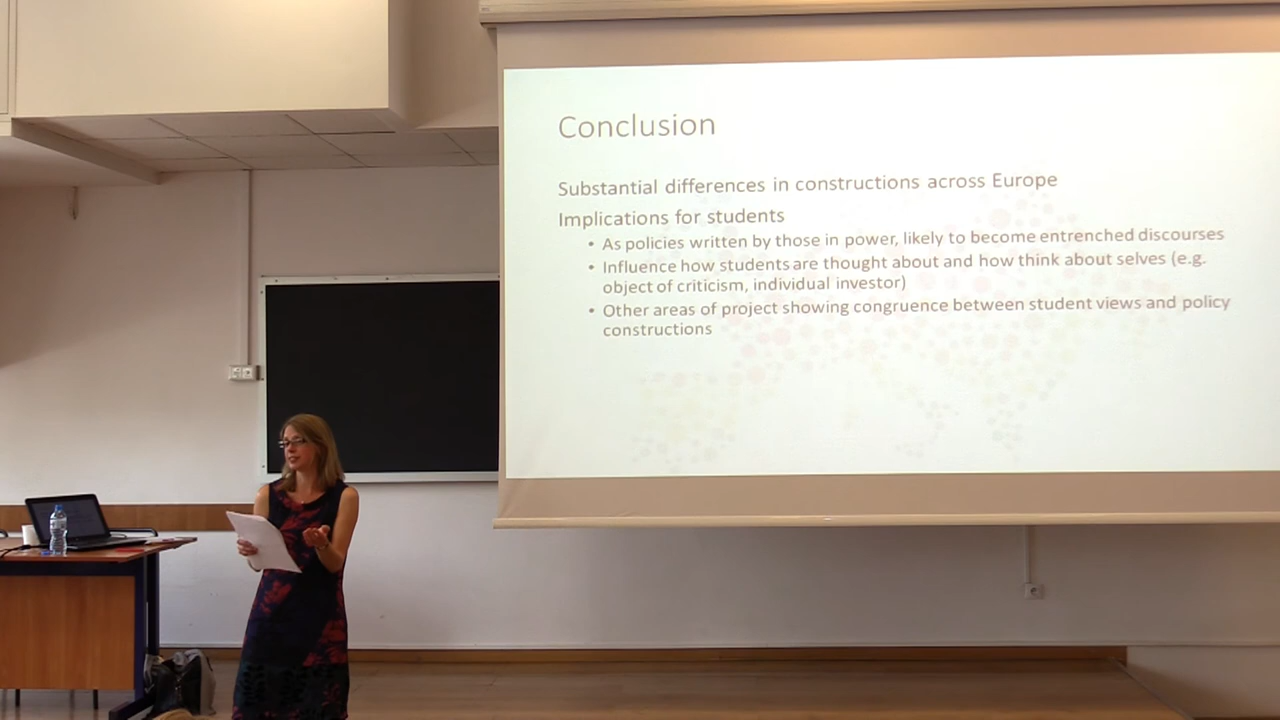 Conclusion
Substantial differences in constructions across Europe
Implications for students
• As policies written by those in power, likely to become entrenched discourses
• Influence how students are thought about and how think about selves (e.g.
object of criticism, individual investor)
• Other areas of project showing congruence between student views and policy
constructions